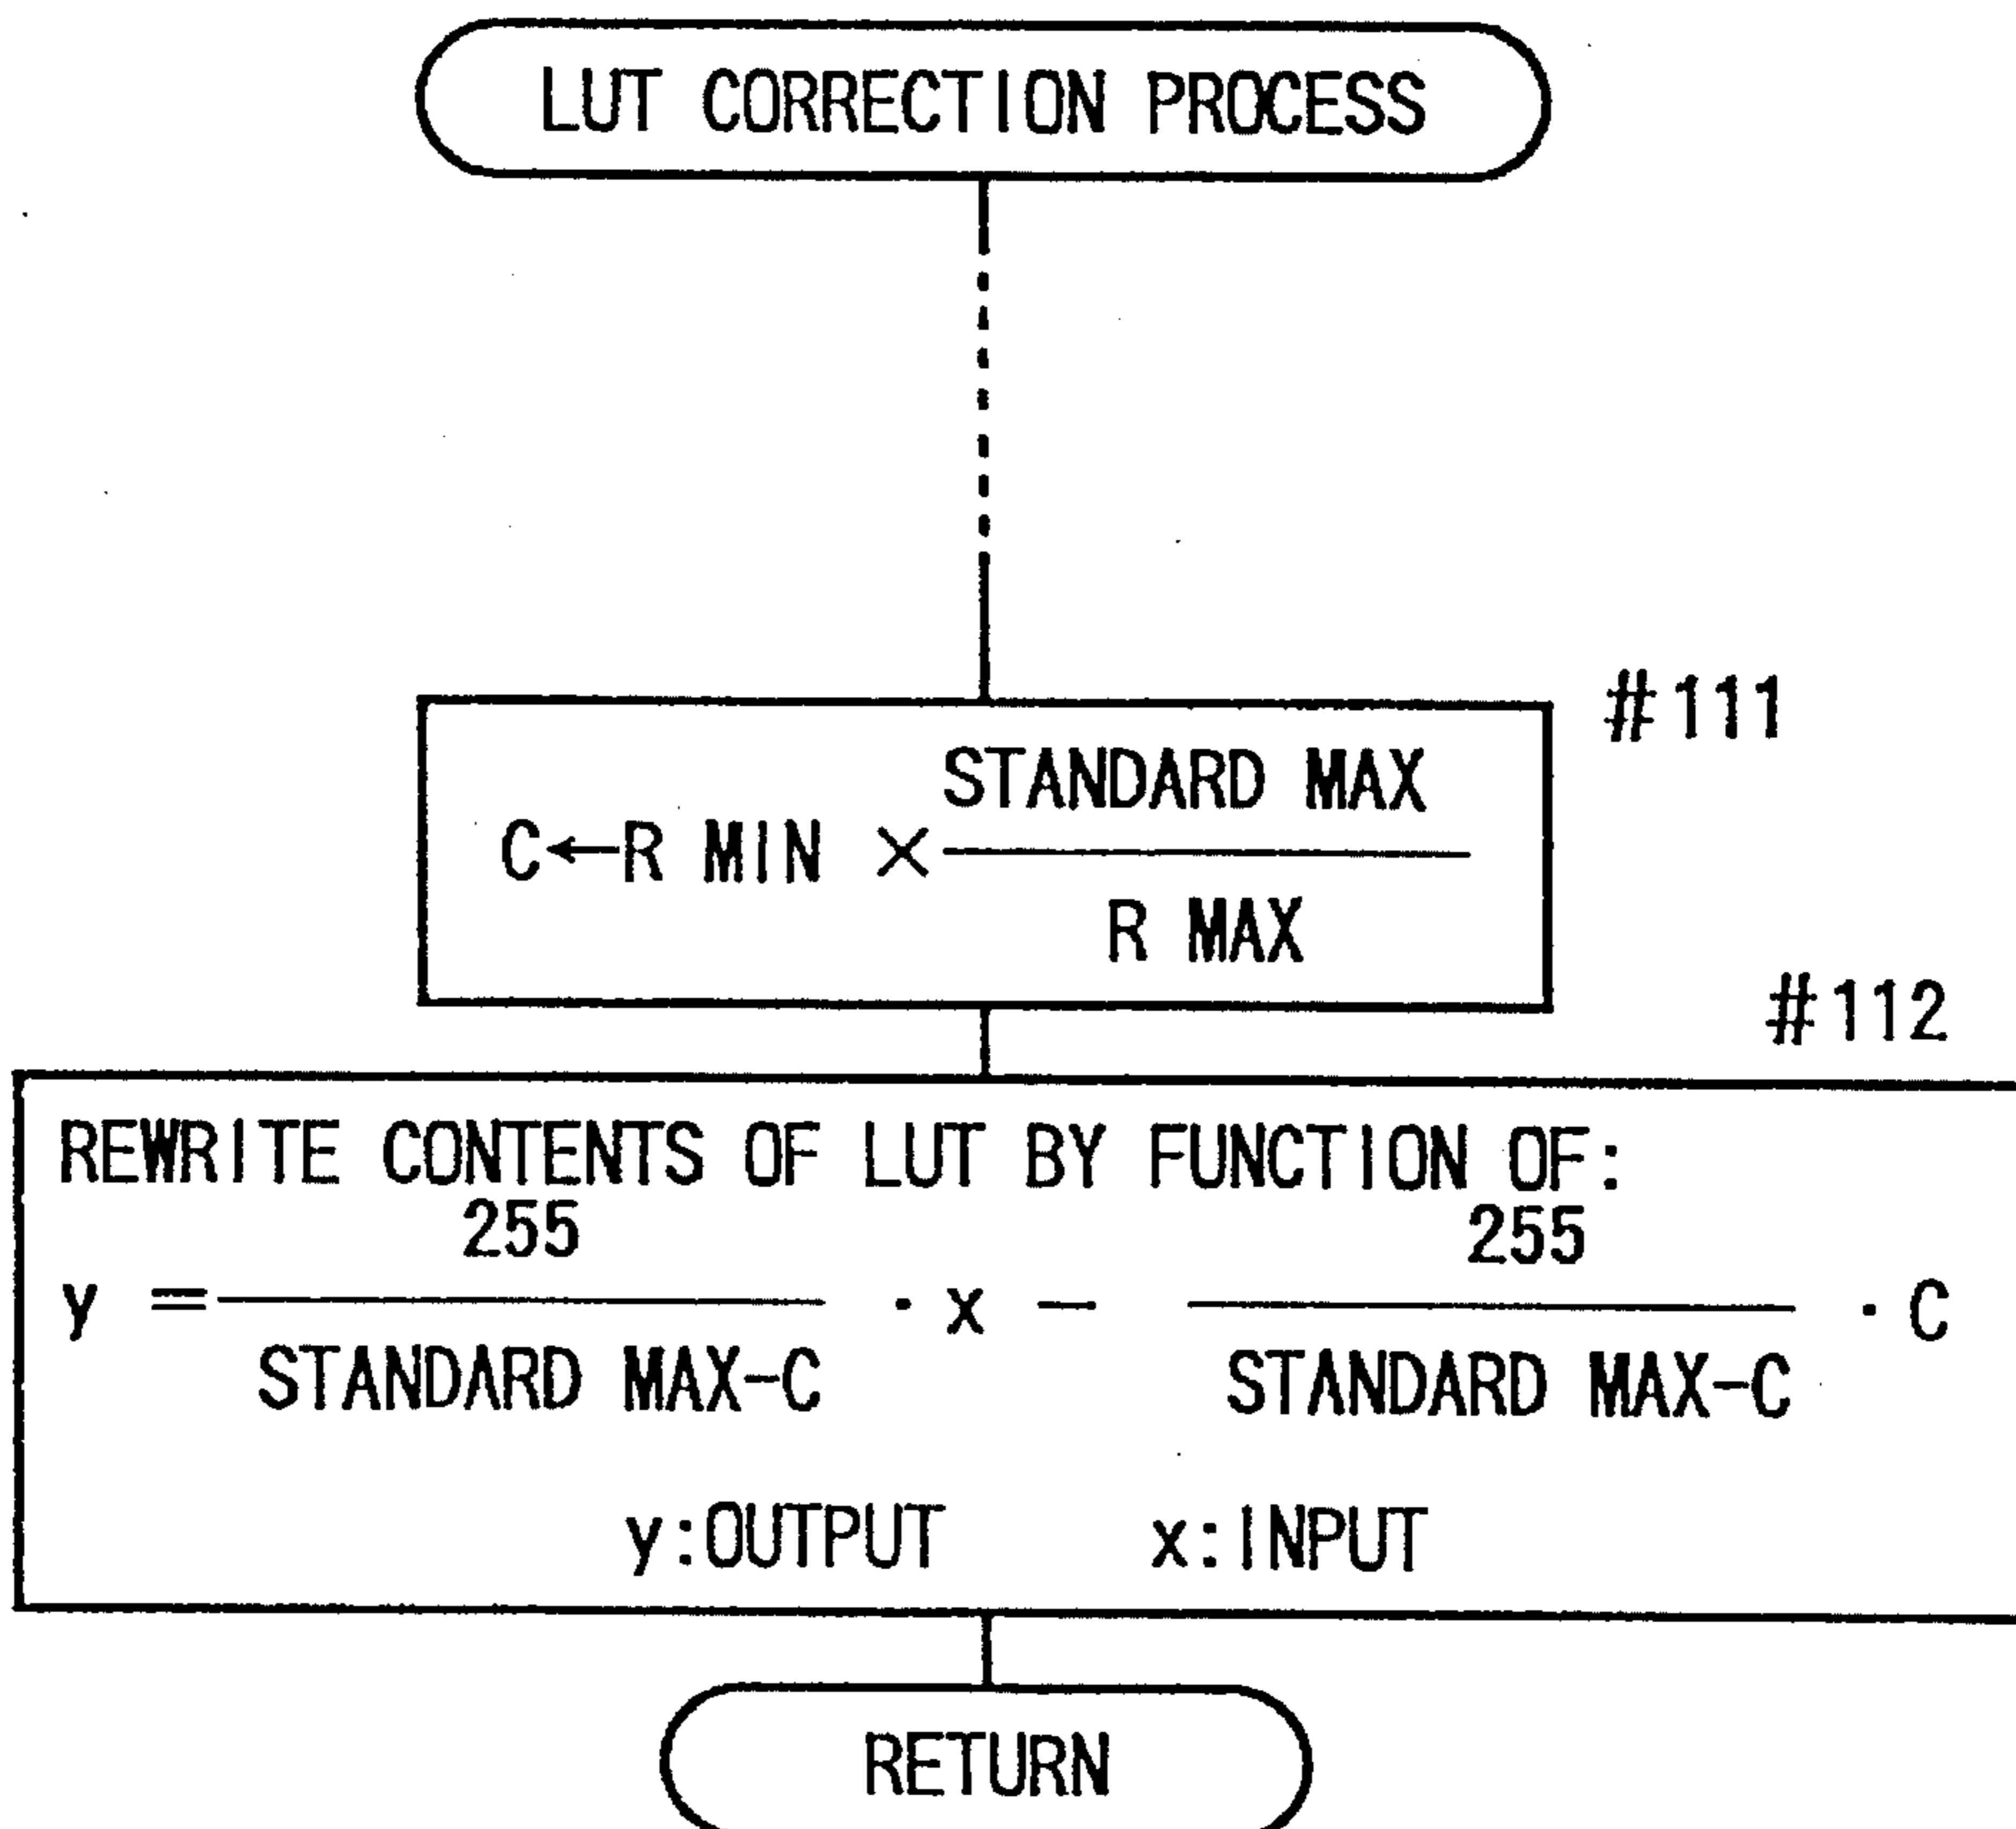 LUT CORRECTION PROCESS
#111
STANDARD MAX
C←R MIN ×
R MAX
#112
REWRITE CONTENTS OF LUT BY FUNCTION OF:
255 255
y = · x − · C
STANDARD MAX-C STANDARD MAX-C
y:OUTPUT x:INPUT
RETURN